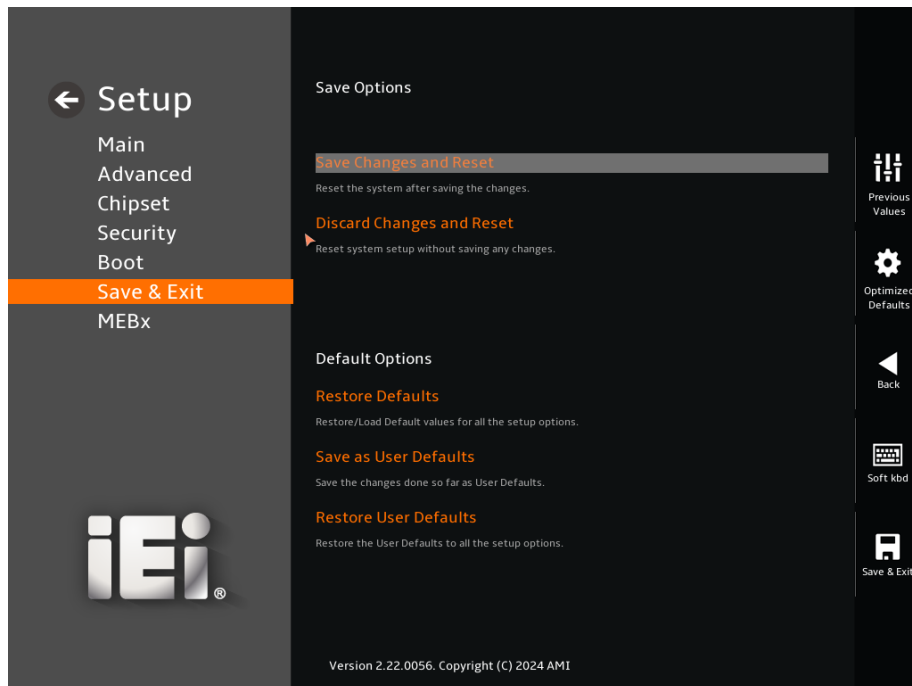 Setup
Main
Advanced
Chipset
Security
Boot
Save & Exit
MEBx
iEi®
Save Options
Save Changes and Reset
Reset the system after saving the changes.
Discard Changes and Reset
Reset system setup without saving any changes.
Default Options
Restore Defaults
Restore/Load Default values for all the setup options.
Save as User Defaults
Save the changes done so far as User Defaults.
Restore User Defaults
Restore the User Defaults to all the setup options.
Version 2.22.0056. Copyright (C) 2024 AMI
Previous
Values
Optimized
Defaults
Back
Soft kbd
Save & Exit